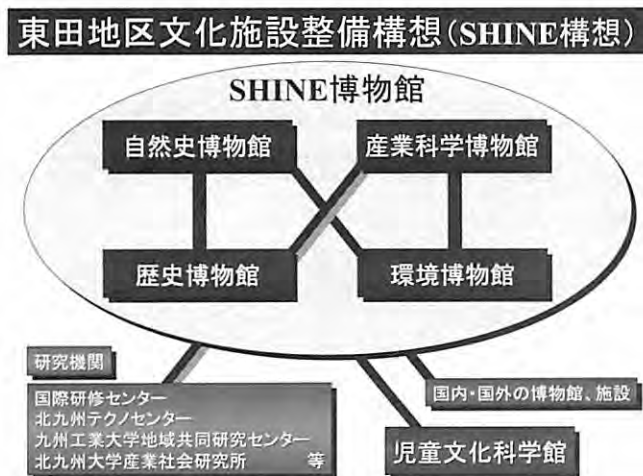 東田地区文化施設整備構想(SHINE構想)
SHINE博物館
自然史博物館
産業科学博物館
歴史博物館
環境博物館
研究機関
国際研修センター
北九州テクノセンター
九州工業大学地域共同研究センター
北九州大学産業社会研究所 等
国内・国外の博物館、施設
児童文化科学館